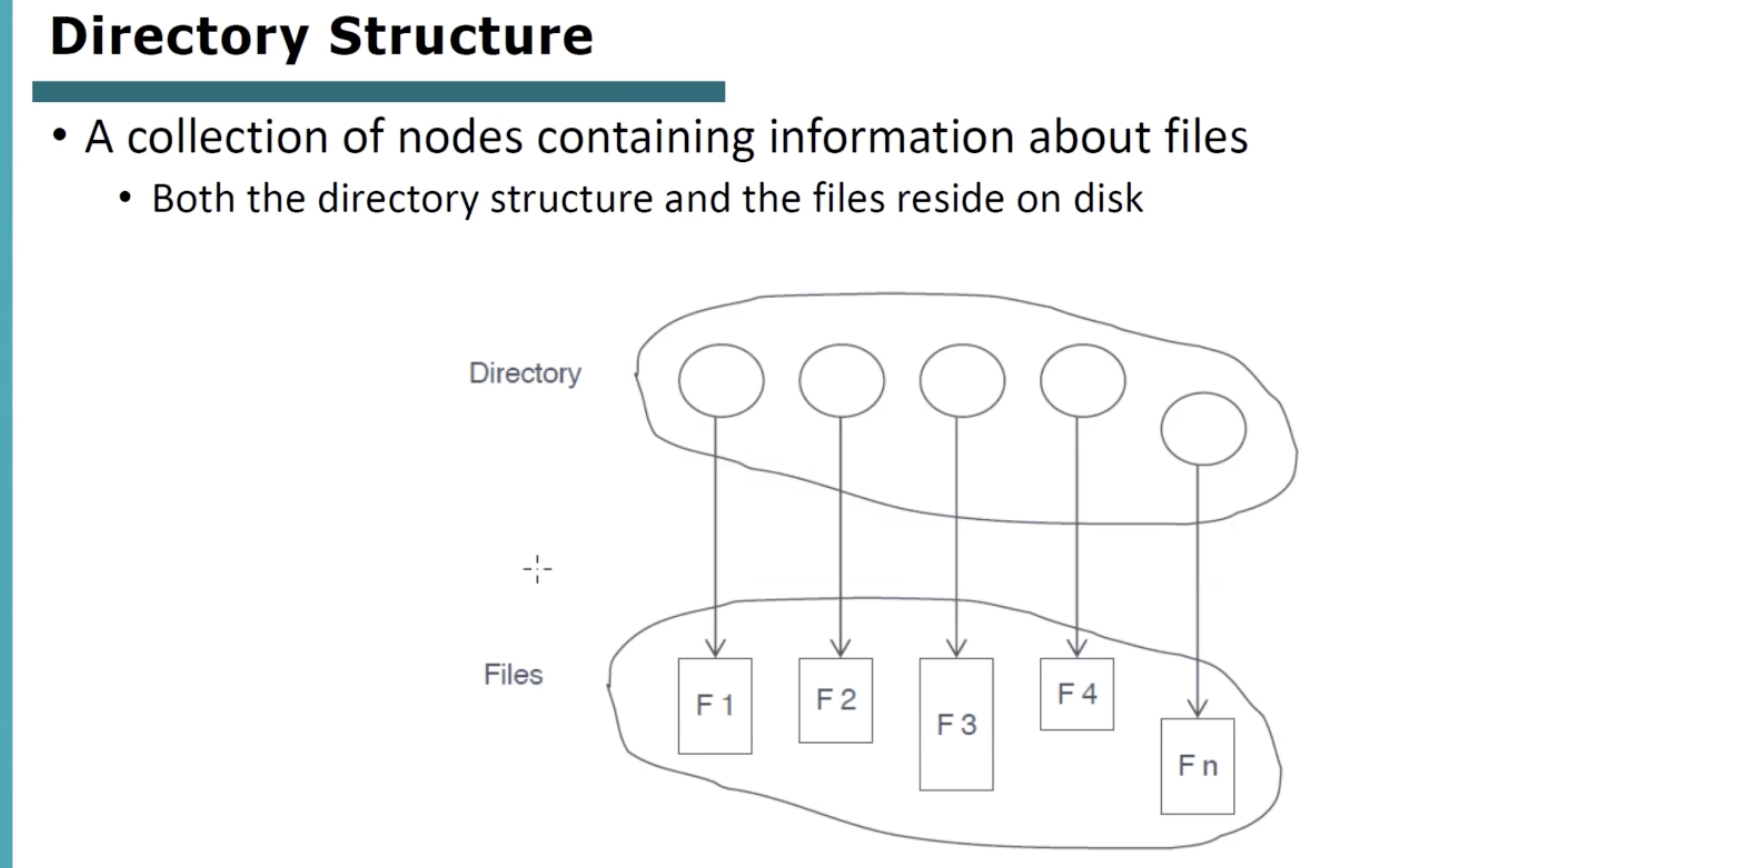 Directory Structure
• A collection of nodes containing information about files
• Both the directory structure and the files reside on disk
Directory
Files
F 1
F 2
F 3
F 4
F n